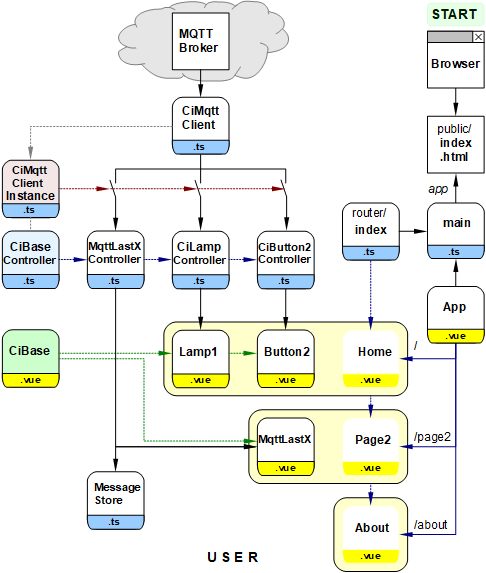 START
MQTT
Broker
Browser
CiMqtt
Client
.ts
public/
index
.html
CiMqtt
Client
Instance
.ts
app
router/
index
.ts
main
.ts
CiBase
Controller
.ts
MqttLastX
Controller
.ts
CiLamp
Controller
.ts
CiButton2
Controller
.ts
App
.vue
CiBase
.vue
Lamp1
.vue
Button2
.vue
Home
.vue
/
MqttLastX
.vue
Page2
.vue
/page2
Message
Store
.ts
About
.vue
/about
USER